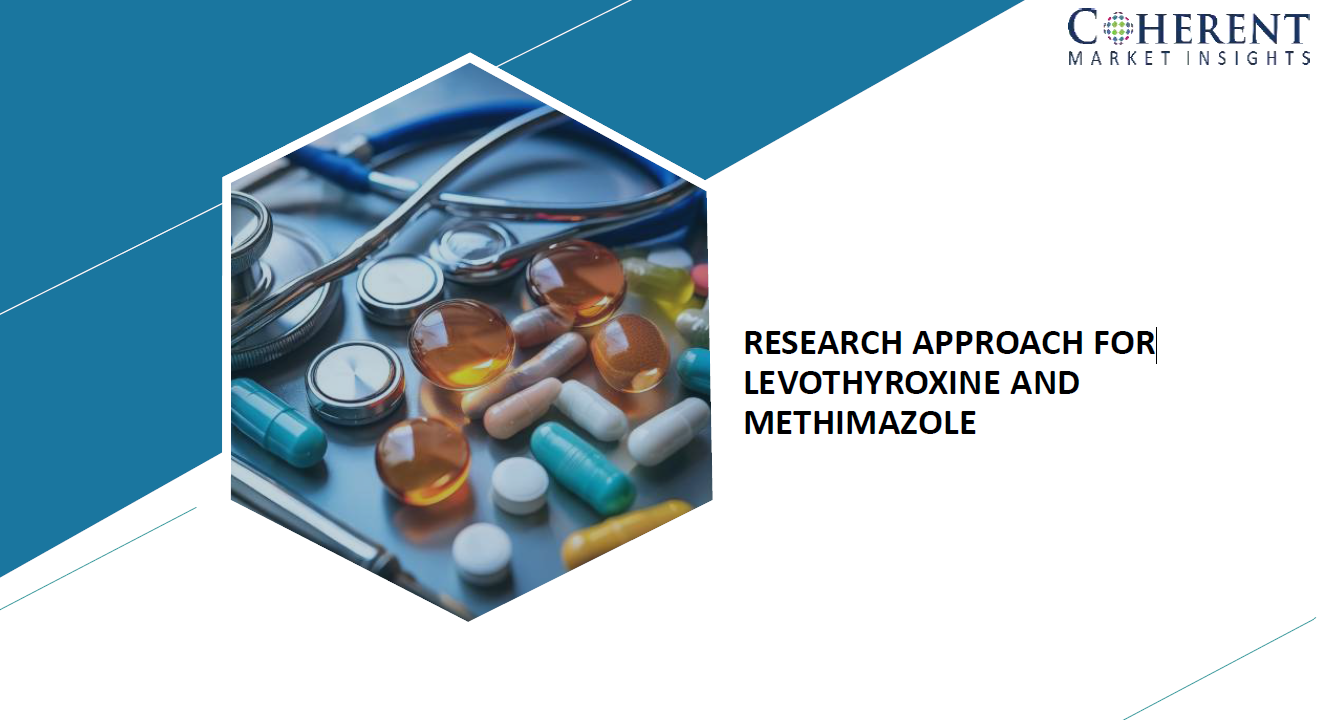 COHERENT
MARKET INSIGHTS
RESEARCH APPROACH FOR
LEVOTHYROXINE AND
METHIMAZOLE